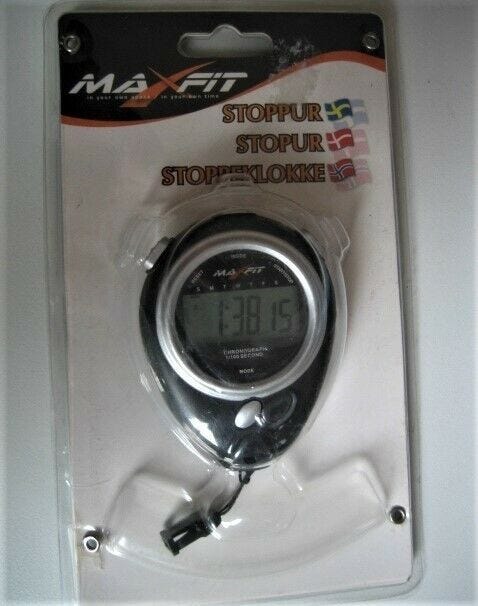 MAXFIT
in your own space / in your own time
STOPPUR
STOPUR
STOPPEKLOKKE
MODE
RESET
MAXFIT
S M T W T F S
1:38 15
CHRONOGRAPH
1/100 SECOND
MODE